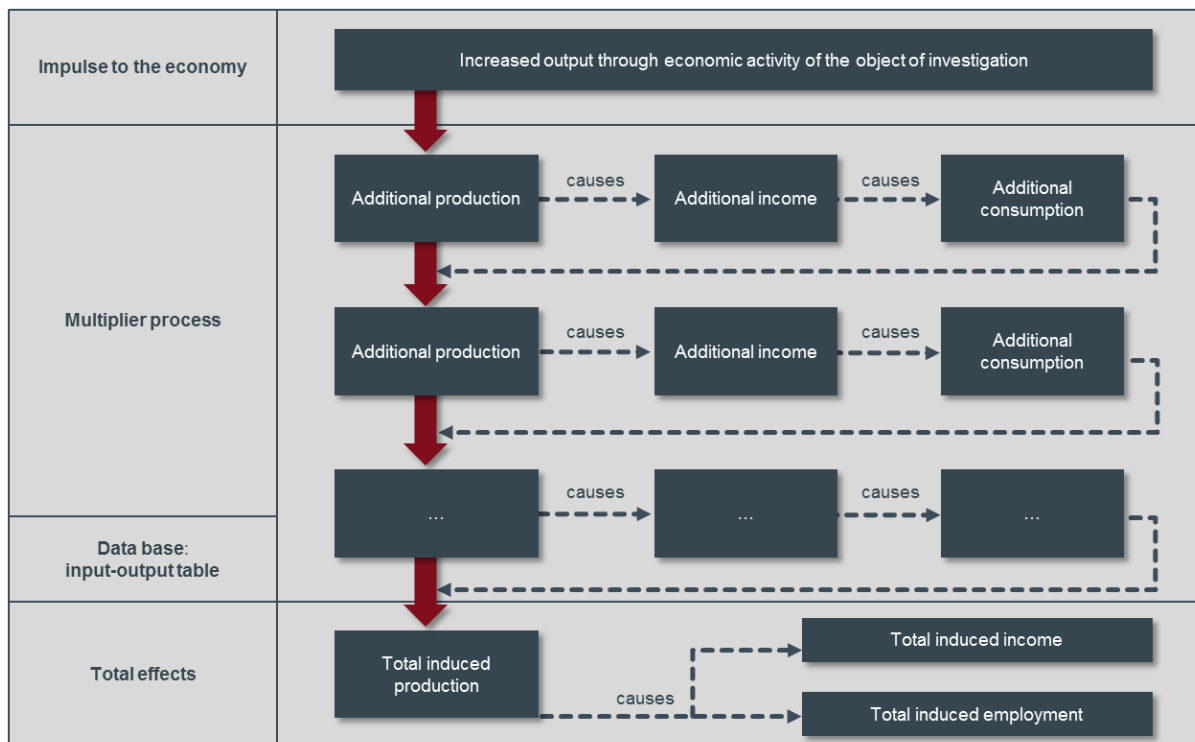 Impulse to the economy
Increased output through economic activity of the object of investigation
Multiplier process
Additional production
causes
Additional income
causes
Additional
consumption
Additional production
causes
Additional income
causes
Additional
consumption
...
causes
...
causes
...
Data base:
input-output table
Total effects
Total induced
production
causes
Total induced income
Total induced employment